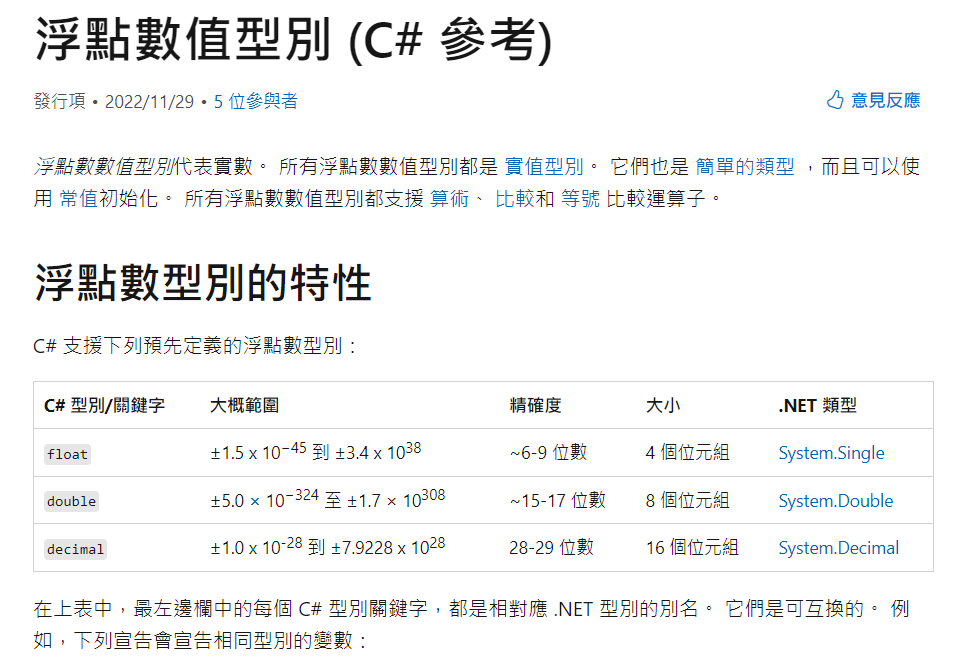 浮點數值型別 (C# 參考)
發行項 • 2022/11/29 • 5 位參與者
意見反應
浮點數數值型別代表實數。 所有浮點數數值型別都是 實值型別。 它們也是 簡單的類型 ，而且可以使
用 常值初始化。 所有浮點數數值型別都支援 算術、 比較和 等號 比較運算子。
浮點數型別的特性
C# 支援下列預先定義的浮點數型別：
C# 型別/關鍵字 大概範圍 精確度 大小 .NET 類型
float ±1.5 x 10⁻⁴⁵ 到 ±3.4 x 10³⁸ ~6-9 位數 4 個位元組 System.Single
double ±5.0 × 10⁻³²⁴ 至 ±1.7 × 10³⁰⁸ ~15-17 位數 8 個位元組 System.Double
decimal ±1.0 x 10⁻²⁸ 到 ±7.9228 x 10²⁸ 28-29 位數 16 個位元組 System.Decimal
在上表中，最左邊欄中的每個 C# 型別關鍵字，都是相對應 .NET 型別的別名。 它們是可互換的。 例
如，下列宣告會宣告相同型別的變數：